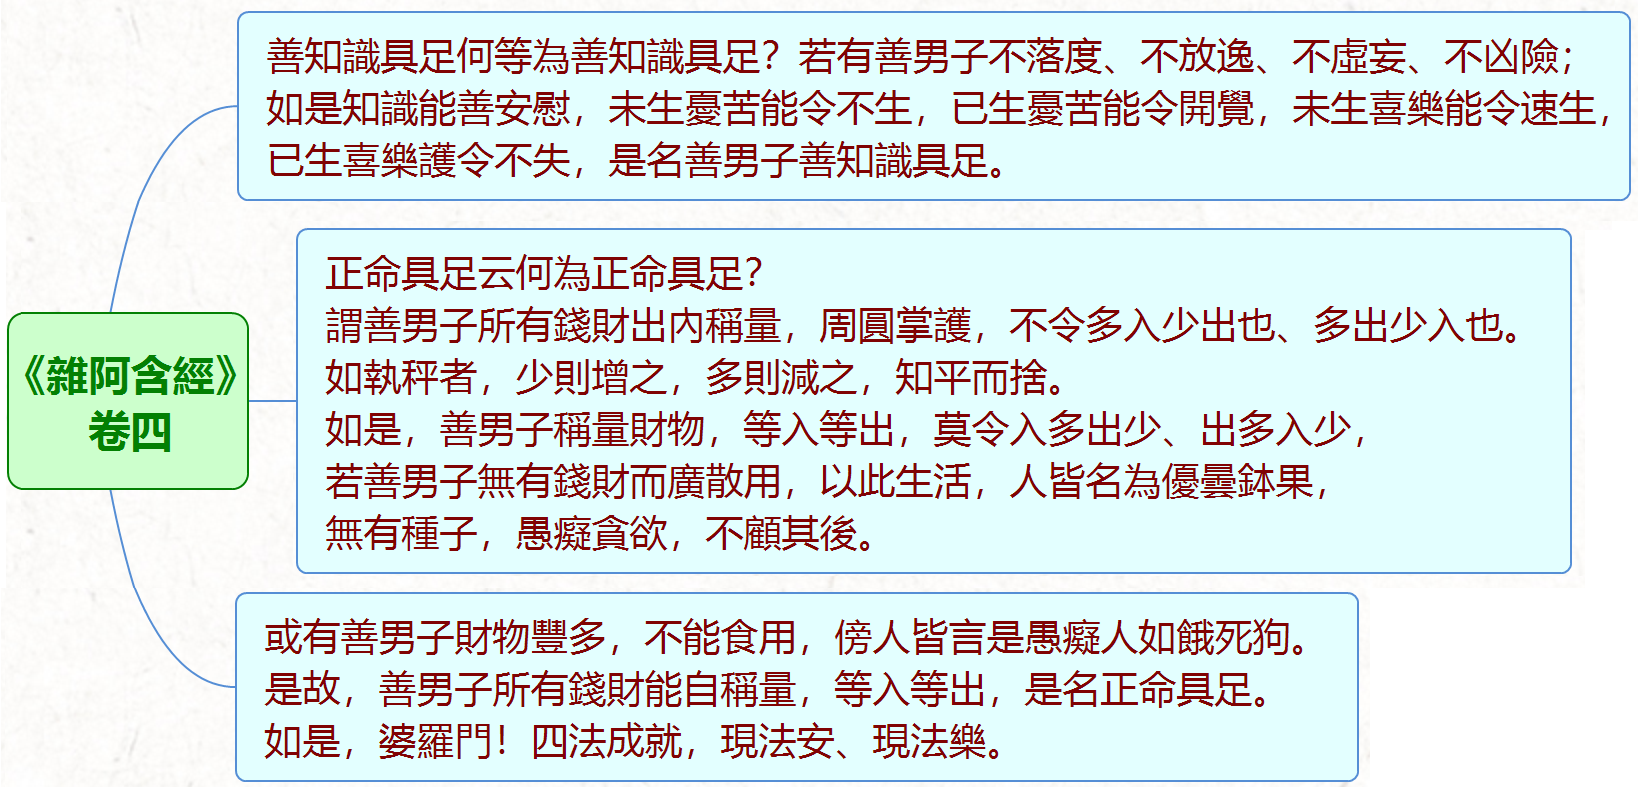 善知識具足何等為善知識具足？若有善男子不落度、不放逸、不虛妄、不凶險；
如是知識能善安慰，未生憂苦能令不生，已生憂苦能令開覺，未生喜樂能令速生，
已生喜樂護令不失，是名善男子善知識具足。
《雜阿含經》
卷四
正命具足云何為正命具足？
謂善男子所有錢財出內稱量，周圓掌護，不令多入少出也、多出少入也。
如執秤者，少則增之，多則減之，知平而捨。
如是，善男子稱量財物，等入等出，莫令入多出少、出多入少，
若善男子無有錢財而廣散用，以此生活，人皆名為優曇鉢果，
無有種子，愚癡貪欲，不顧其後。
或有善男子財物豐多，不能食用，傍人皆言是愚癡人如餓死狗。
是故，善男子所有錢財能自稱量，等入等出，是名正命具足。
如是，婆羅門！四法成就，現法安、現法樂。